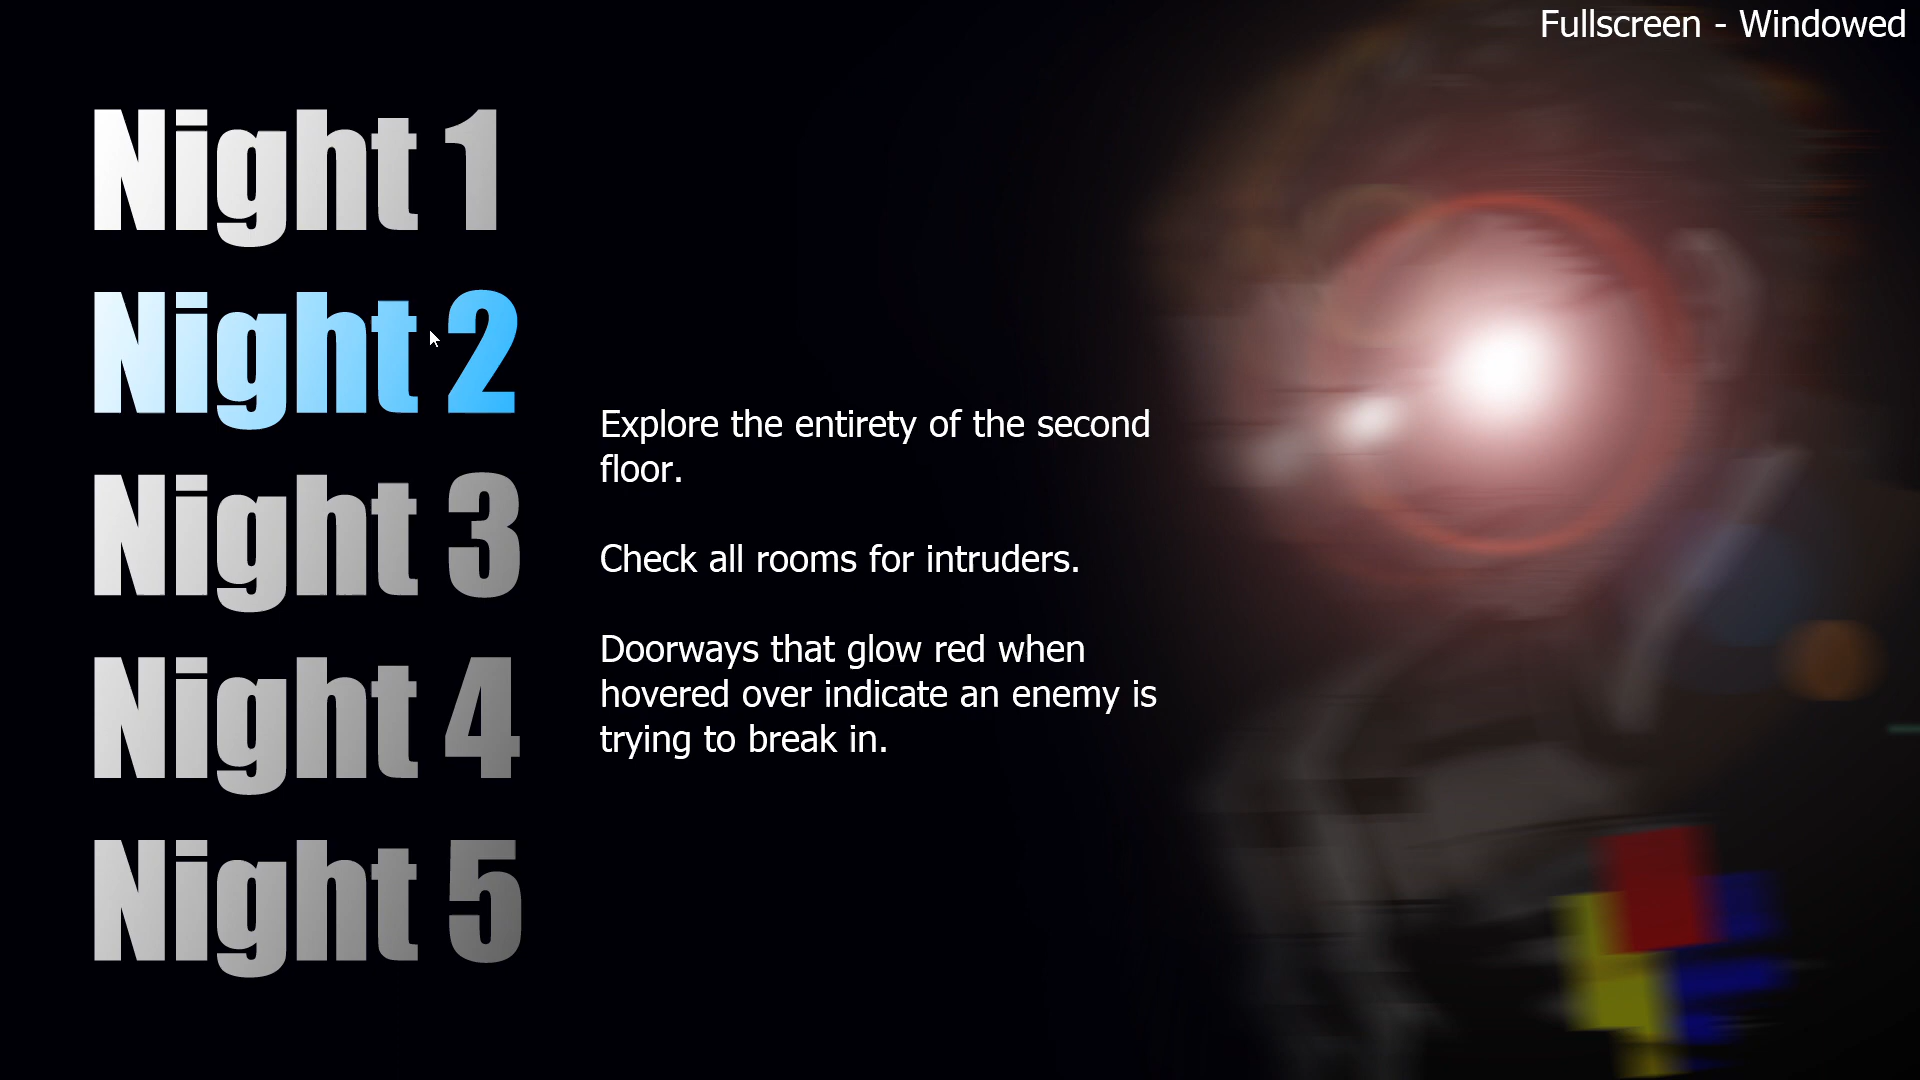 Fullscreen - Windowed
Night 1
Night 2
Night 3
Night 4
Night 5
Explore the entirety of the second
floor.
Check all rooms for intruders.
Doorways that glow red when
hovered over indicate an enemy is
trying to break in.